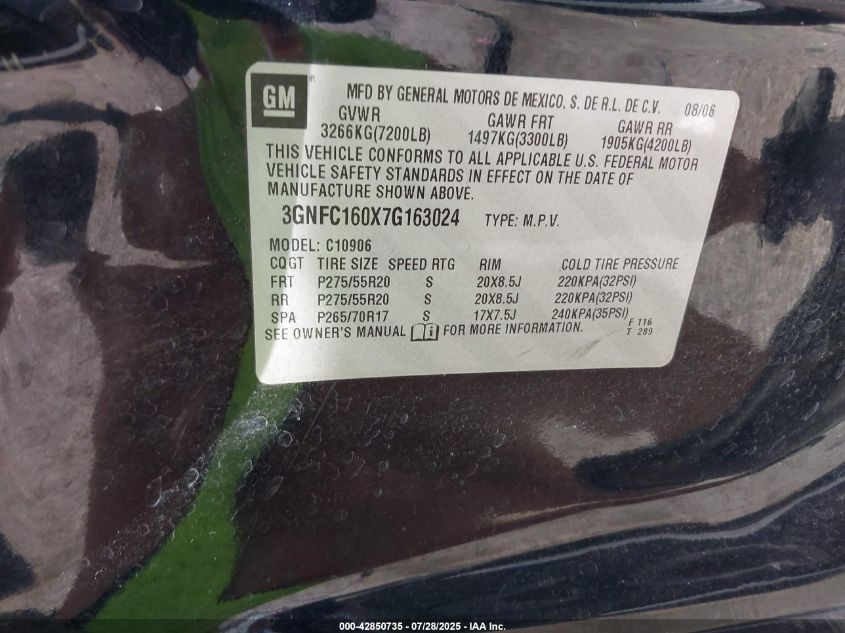 GM
MFD BY GENERAL MOTORS DE MEXICO, S. DE R.L. DE C.V. 08/06
GVWR GAWR FRT GAWR RR
3266KG(7200LB) 1497KG(3300LB) 1905KG(4200LB)
THIS VEHICLE CONFORMS TO ALL APPLICABLE U.S. FEDERAL MOTOR
VEHICLE SAFETY STANDARDS IN EFFECT ON THE DATE OF
MANUFACTURE SHOWN ABOVE.
3GNFC160X7G163024 TYPE: M.P.V.
MODEL: C10906
CQGT TIRE SIZE SPEED RTG RIM COLD TIRE PRESSURE
FRT P275/55R20 S 20X8.5J 220KPA(32PSI)
RR P275/55R20 S 20X8.5J 220KPA(32PSI)
SPA P265/70R17 S 17X7.5J 240KPA(35PSI)
SEE OWNER'S MANUAL FOR MORE INFORMATION.
F 116
T 289
000-42850735 - 07/28/2025 - IAA Inc.